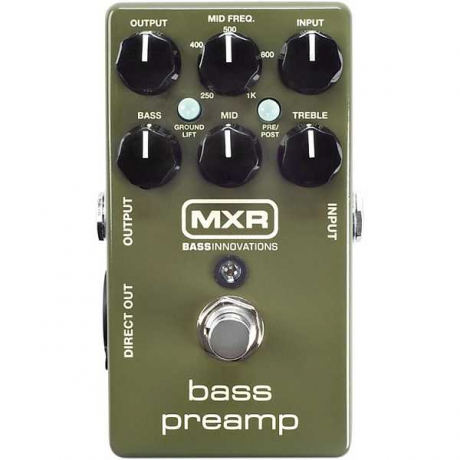 OUTPUT
MID FREQ.
INPUT
500
400
600
250
1K
BASS
GROUND
LIFT
MID
PRE/
POST
TREBLE
OUTPUT
INPUT
MXR
BASSINNOVATIONS
DIRECT OUT
bass
preamp